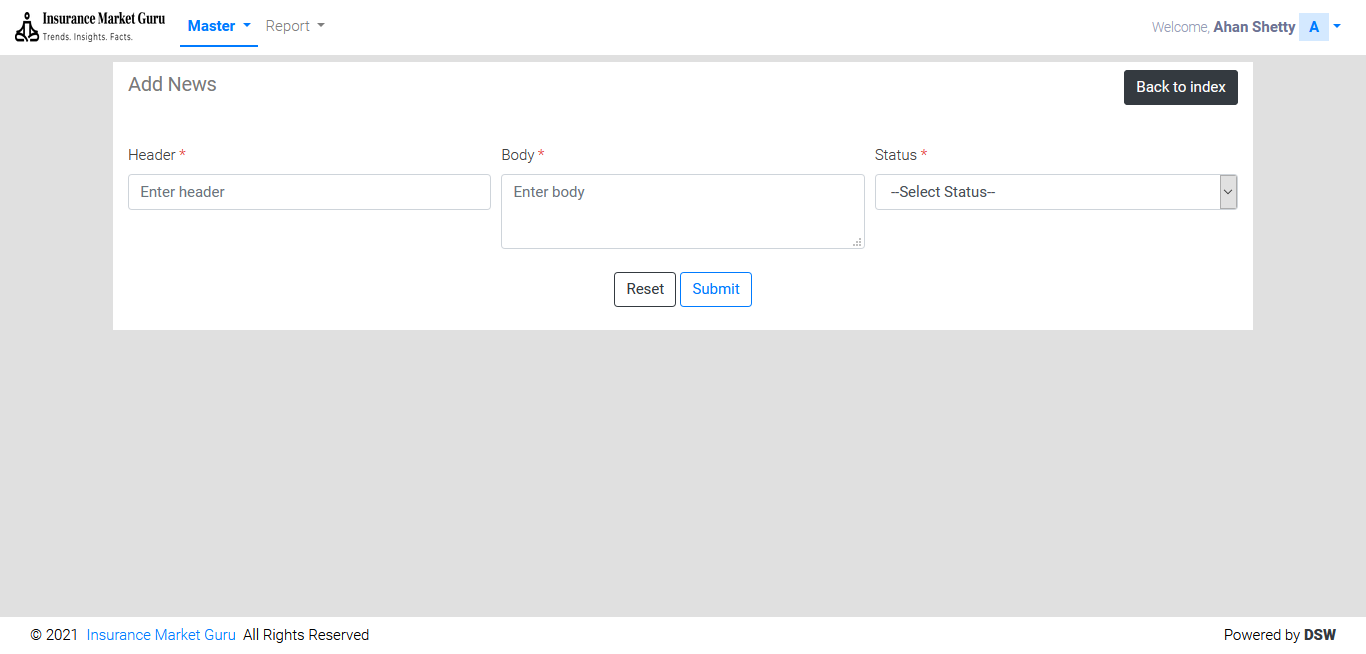 Insurance Market Guru
Trends. Insights. Facts.
Master
Report
Welcome, Ahan Shetty A
Add News
Back to index
Header *
Body *
Status *
Enter header
Enter body
--Select Status--
Reset
Submit
© 2021 Insurance Market Guru All Rights Reserved
Powered by DSW